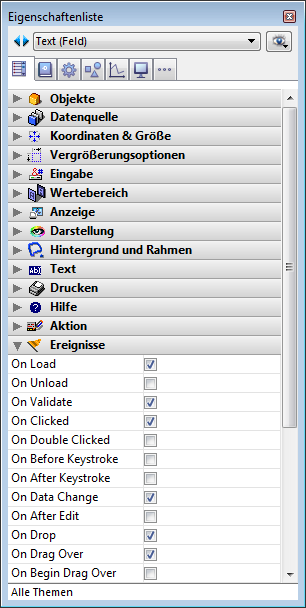 Eigenschaftenliste
Text (Feld)
Objekte
Datenquelle
Koordinaten & Größe
Vergrößerungsoptionen
Eingabe
Wertebereich
Anzeige
Darstellung
Hintergrund und Rahmen
Text
Drucken
Hilfe
Aktion
Ereignisse
On Load
On Unload
On Validate
On Clicked
On Double Clicked
On Before Keystroke
On After Keystroke
On Data Change
On After Edit
On Drop
On Drag Over
On Begin Drag Over
Alle Themen